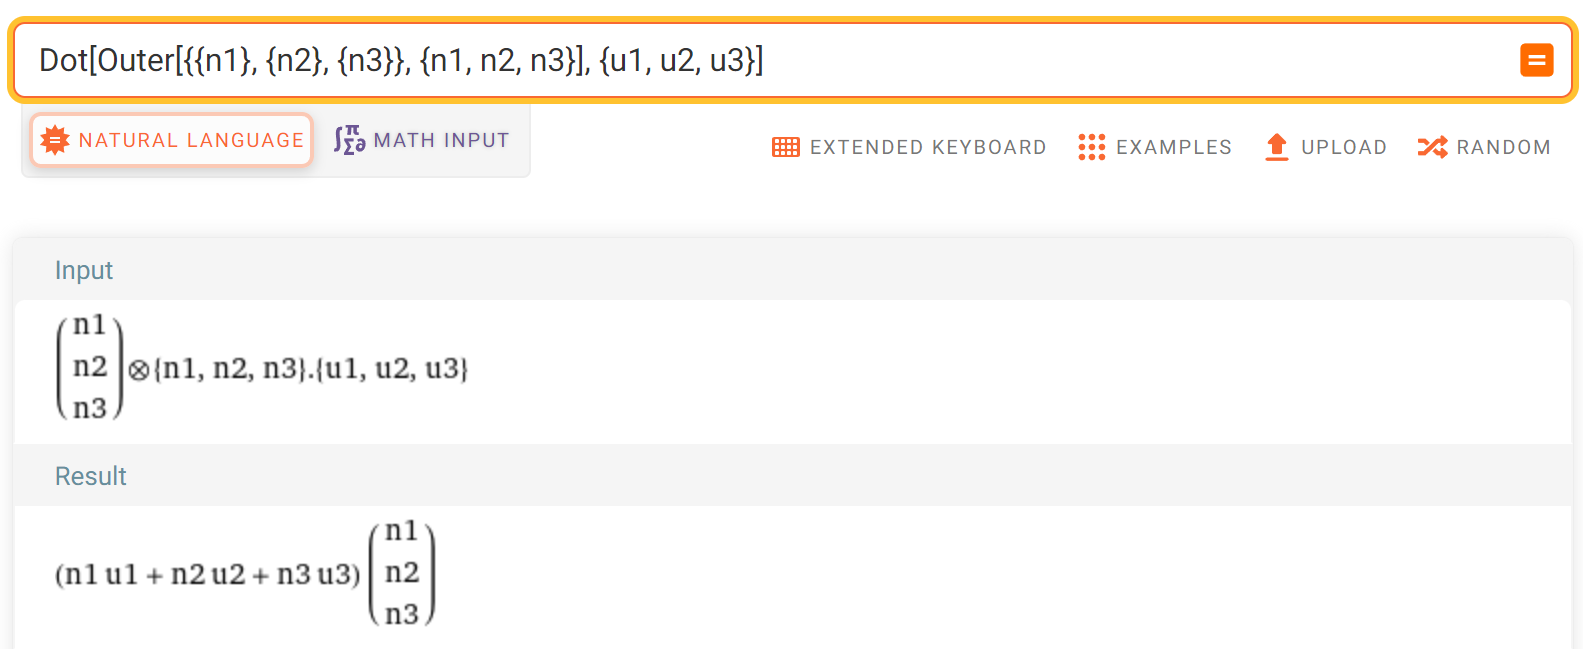 Dot[Outer[{{n1}, {n2}, {n3}}, {n1, n2, n3}], {u1, u2, u3}]
NATURAL LANGUAGE
MATH INPUT
EXTENDED KEYBOARD
EXAMPLES
UPLOAD
RANDOM
Input
n1
n2
n3
⊗{n1, n2, n3}.{u1, u2, u3}
Result
(n1 u1 + n2 u2 + n3 u3)
n1
n2
n3